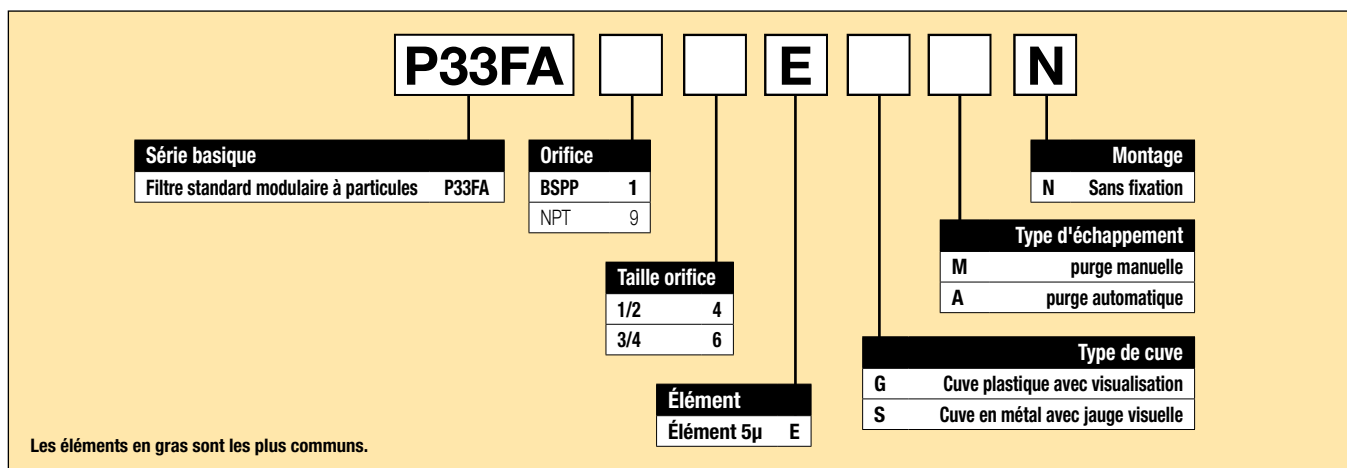 P33FA E N
Série basique
Filtre standard modulaire à particules P33FA
Orifice
BSPP 1
NPT 9
Taille orifice
1/2 4
3/4 6
Élément
Élément 5µ E
Montage
N Sans fixation
Type d'échappement
M purge manuelle
A purge automatique
Type de cuve
G Cuve plastique avec visualisation
S Cuve en métal avec jauge visuelle
Les éléments en gras sont les plus communs.